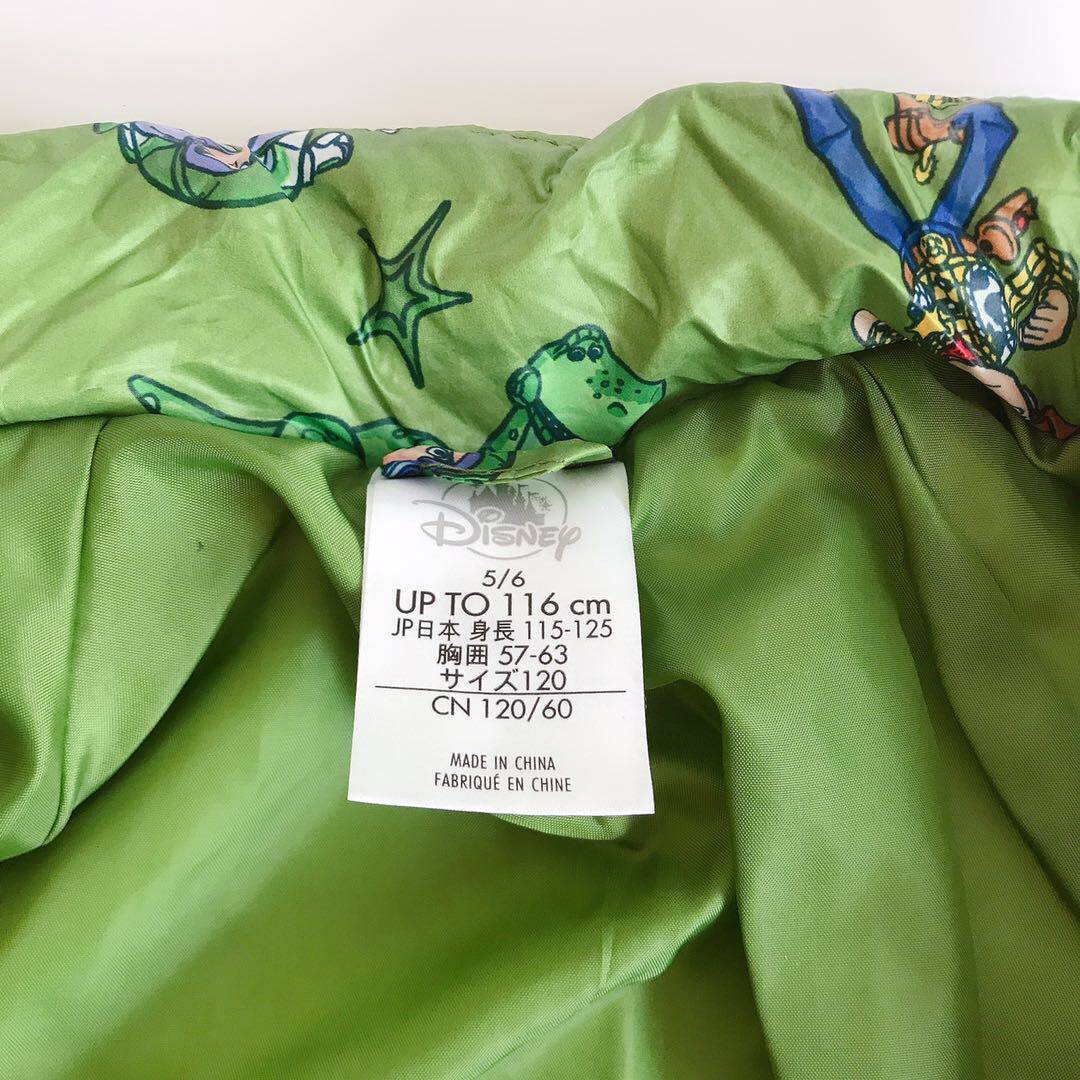 Disney
5/6
UP TO 116 cm
JP日本 身長 115-125
胸囲 57-63
サイズ120
CN 120/60
MADE IN CHINA
FABRIQUÉ EN CHINE